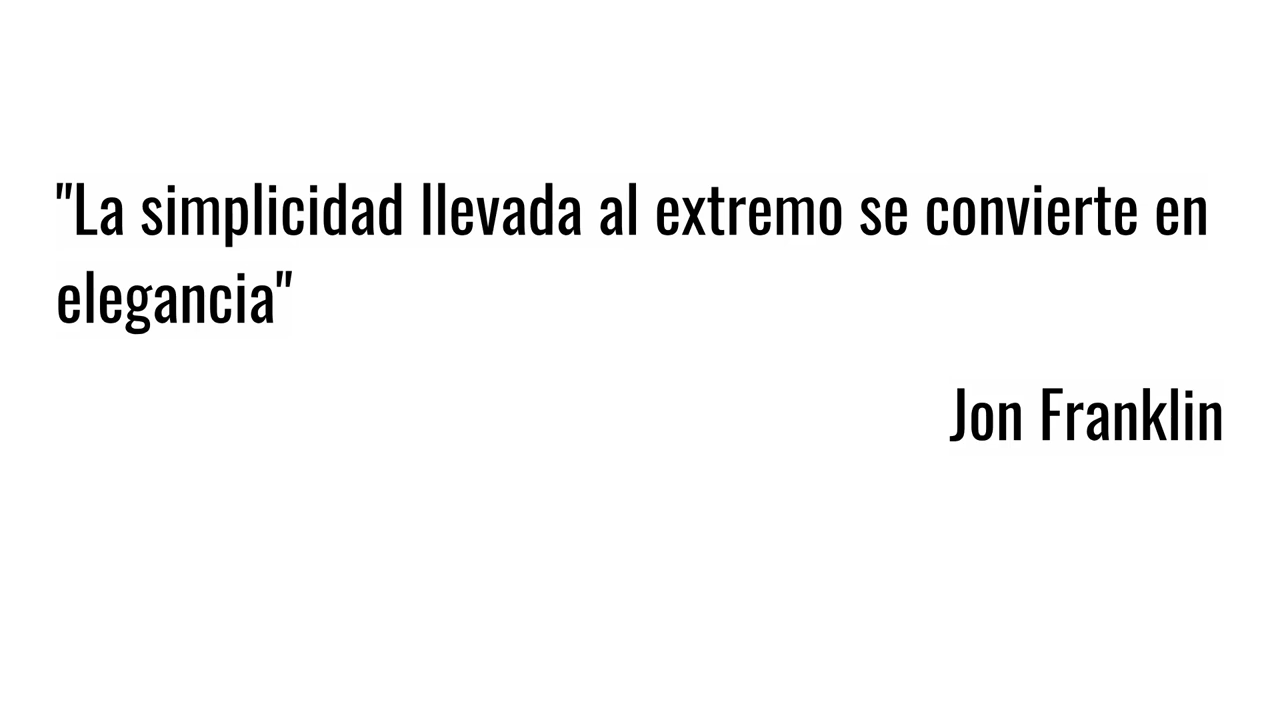 "La simplicidad llevada al extremo se convierte en
elegancia"
Jon Franklin